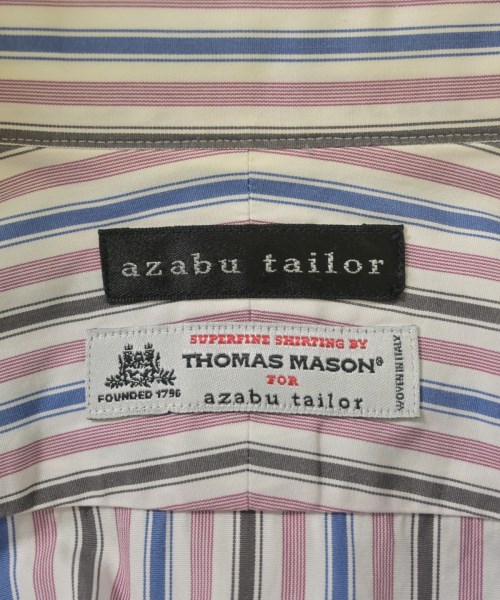 azabu tailor
SUPERFINE SHIRTING BY
THOMAS MASON®
FOR
azabu tailor
FOUNDED 1796
WOVEN IN ITALY